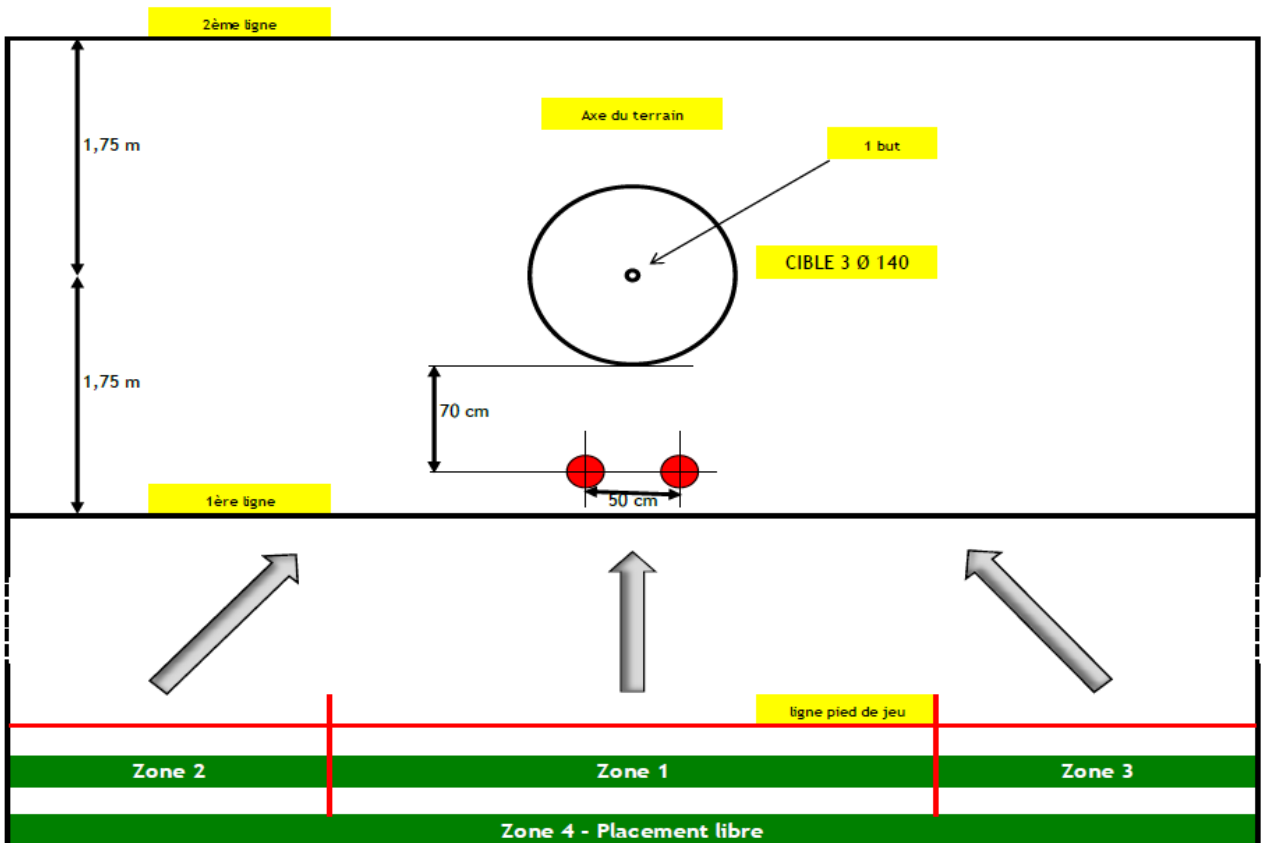 2ème ligne
Axe du terrain
1,75 m
1 but
CIBLE 3 Ø 140
1,75 m
70 cm
1ère ligne
50 cm
ligne pied de jeu
Zone 2
Zone 1
Zone 3
Zone 4 - Placement libre